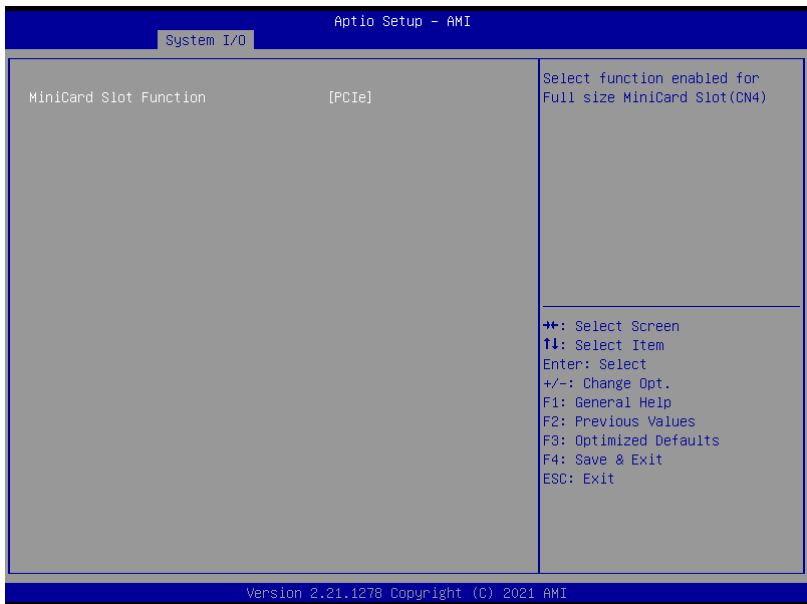 Aptio Setup – AMI
System I/O
MiniCard Slot Function [PCIe]
Select function enabled for
Full size MiniCard Slot(CN4)
→←: Select Screen
↑↓: Select Item
Enter: Select
+/-: Change Opt.
F1: General Help
F2: Previous Values
F3: Optimized Defaults
F4: Save & Exit
ESC: Exit
Version 2.21.1278 Copyright (C) 2021 AMI